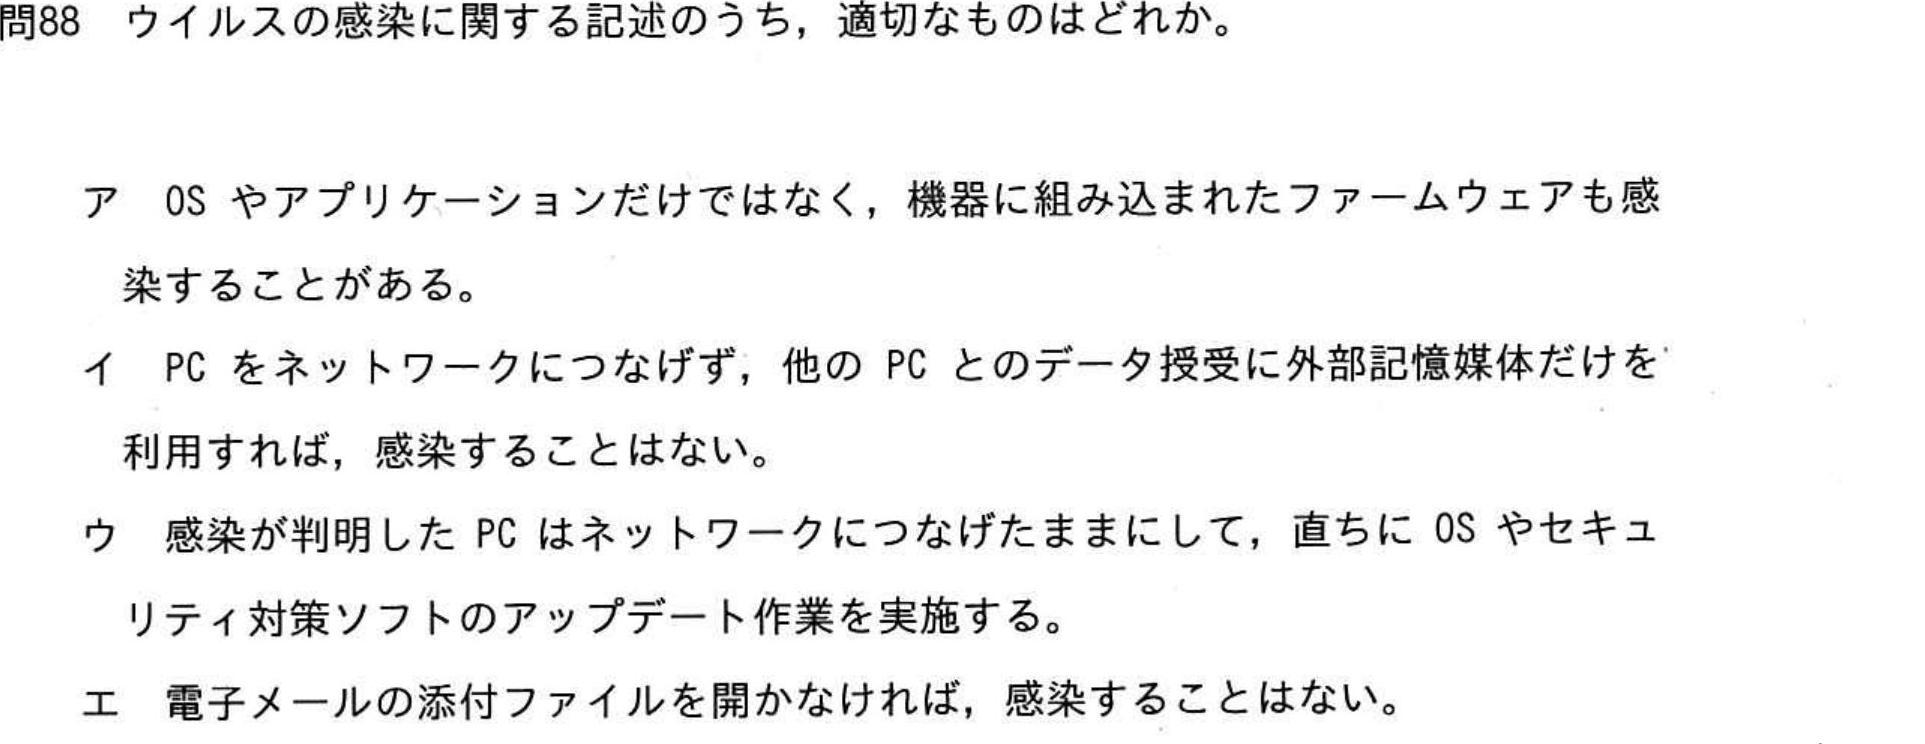 問88　ウイルスの感染に関する記述のうち，適切なものはどれか。
ア　OS やアプリケーションだけではなく，機器に組み込まれたファームウェアも感
染することがある。
イ　PC をネットワークにつなげず，他の PC とのデータ授受に外部記憶媒体だけを
利用すれば，感染することはない。
ウ　感染が判明した PC はネットワークにつなげたままにして，直ちに OS やセキュ
リティ対策ソフトのアップデート作業を実施する。
エ　電子メールの添付ファイルを開かなければ，感染することはない。